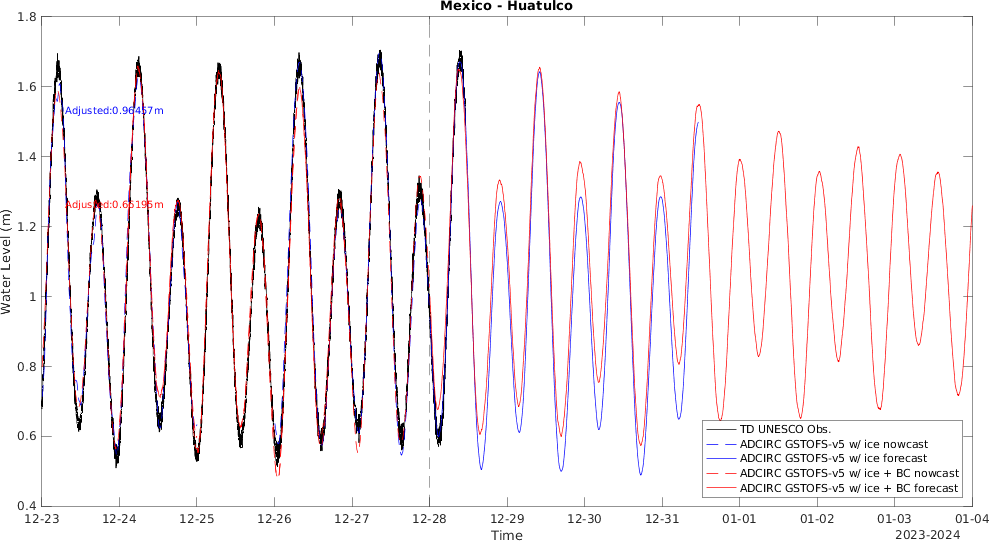 Mexico - Huatulco
1.8
1.6
1.4
1.2
1
0.8
0.6
0.4
Water Level (m)
Adjusted:0.96457m
Adjusted:0.65195m
TD UNESCO Obs.
ADCIRC GSTOFS-v5 w/ ice nowcast
ADCIRC GSTOFS-v5 w/ ice forecast
ADCIRC GSTOFS-v5 w/ ice + BC nowcast
ADCIRC GSTOFS-v5 w/ ice + BC forecast
12-23 12-24 12-25 12-26 12-27 12-28 12-29 12-30 12-31 01-01 01-02 01-03 01-04
Time
2023-2024